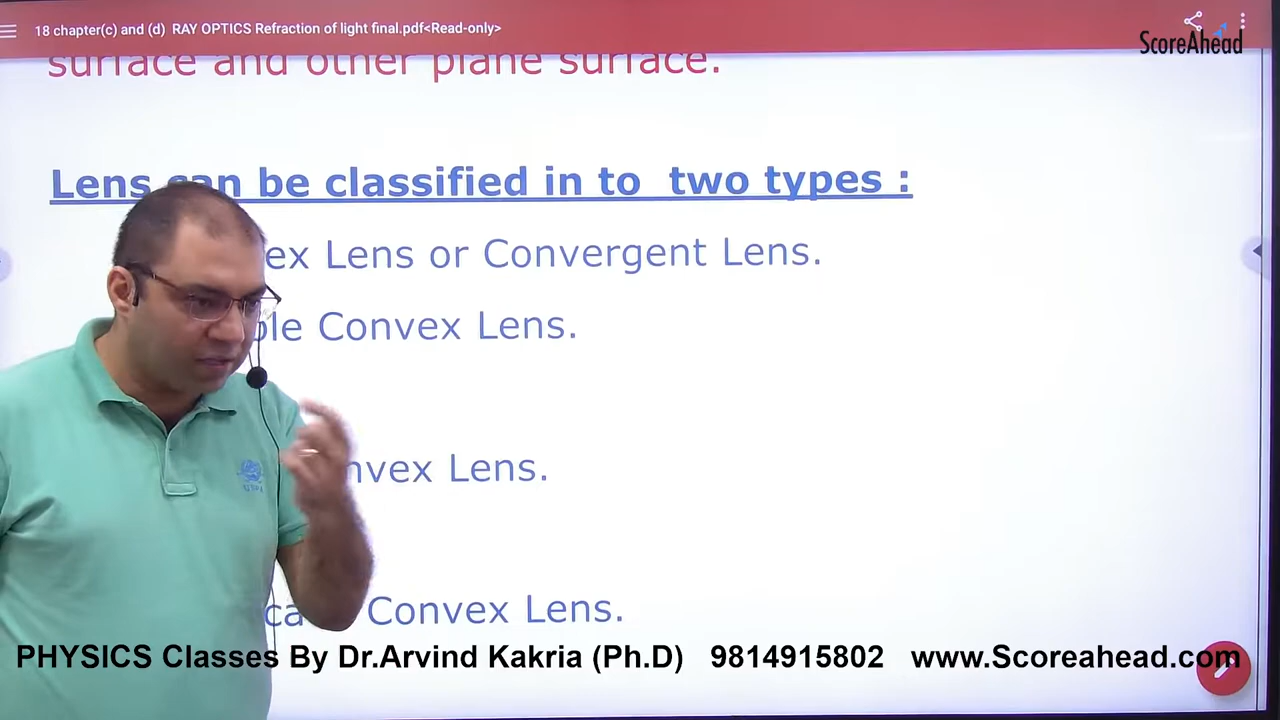 18 chapter(c) and (d) RAY OPTICS Refraction of light final.pdf<Read-only>
ScoreAhead
surface and other plane surface.
Lens can be classified in to two types :
ex Lens or Convergent Lens.
ble Convex Lens.
nvex Lens.
ca Convex Lens.
PHYSICS Classes By Dr.Arvind Kakria (Ph.D) 9814915802 www.Scoreahead.com